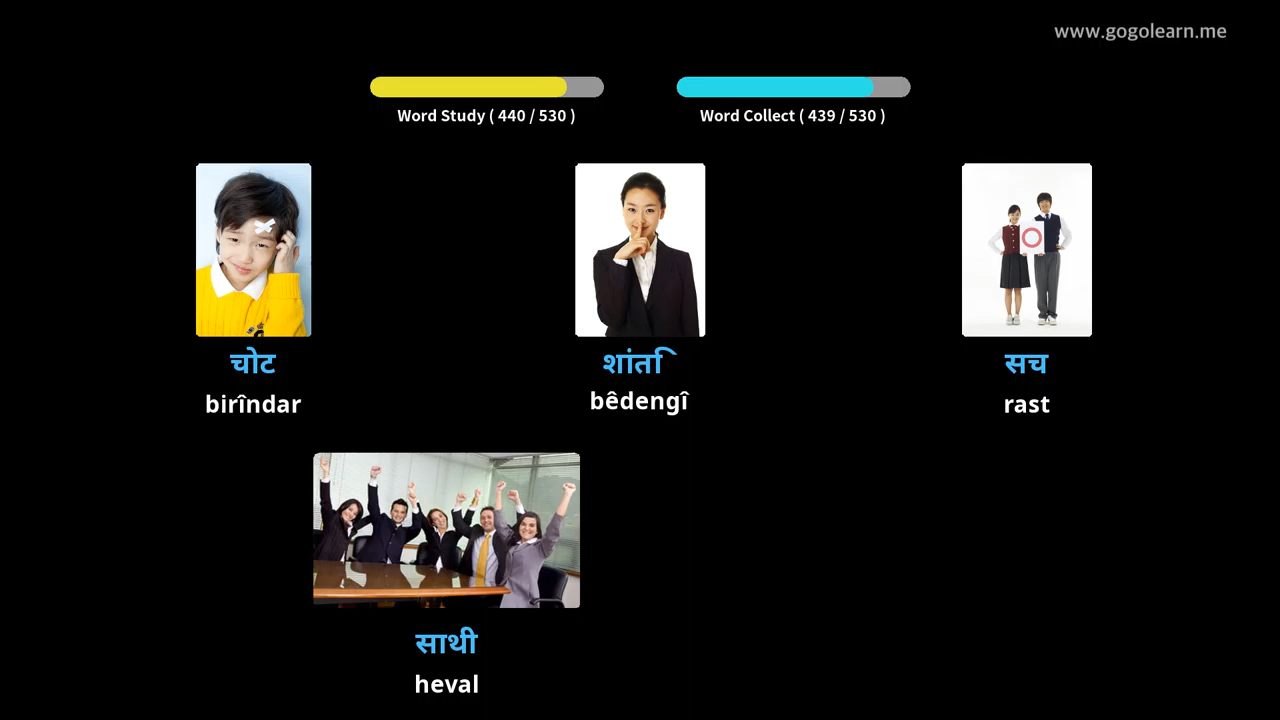 www.gogolearn.me
Word Study ( 440 / 530 )
Word Collect ( 439 / 530 )
चोट
शांति
सच
birîndar
bêdengî
rast
साथी
heval